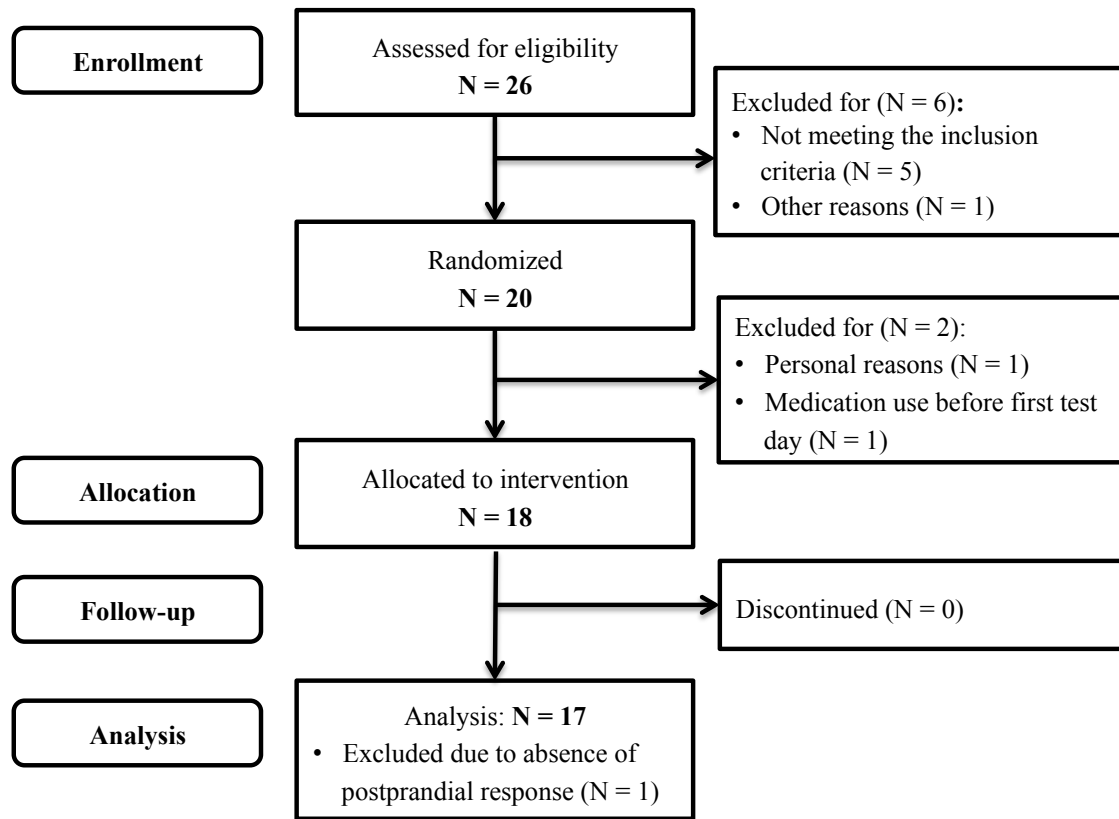 Enrollment
Assessed for eligibility
N = 26
Excluded for (N = 6):
• Not meeting the inclusion
criteria (N = 5)
• Other reasons (N = 1)
Randomized
N = 20
Excluded for (N = 2):
• Personal reasons (N = 1)
• Medication use before first test
day (N = 1)
Allocation
Allocated to intervention
N = 18
Follow-up
Discontinued (N = 0)
Analysis
Analysis: N = 17
• Excluded due to absence of
postprandial response (N = 1)